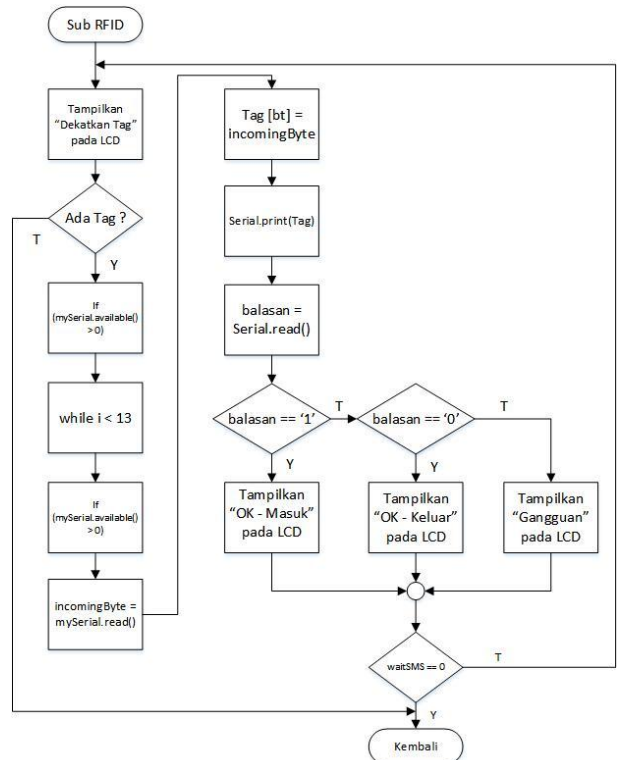 Sub RFID
Tampilkan
“Dekatkan Tag”
pada LCD
Ada Tag ?
T
Y
If
(mySerial.available()
>0)
while i < 13
If
(mySerial.available()
>0)
incomingByte =
mySerial.read()
Tag [bt] =
incomingByte
Serial.print(Tag)
balasan =
Serial.read()
balasan == ‘1’
T
Y
balasan == ‘0’
T
Y
Tampilkan
“OK - Masuk”
pada LCD
Tampilkan
“OK - Keluar”
pada LCD
Tampilkan
“Gangguan”
pada LCD
waitSMS == 0
T
Y
Kembali